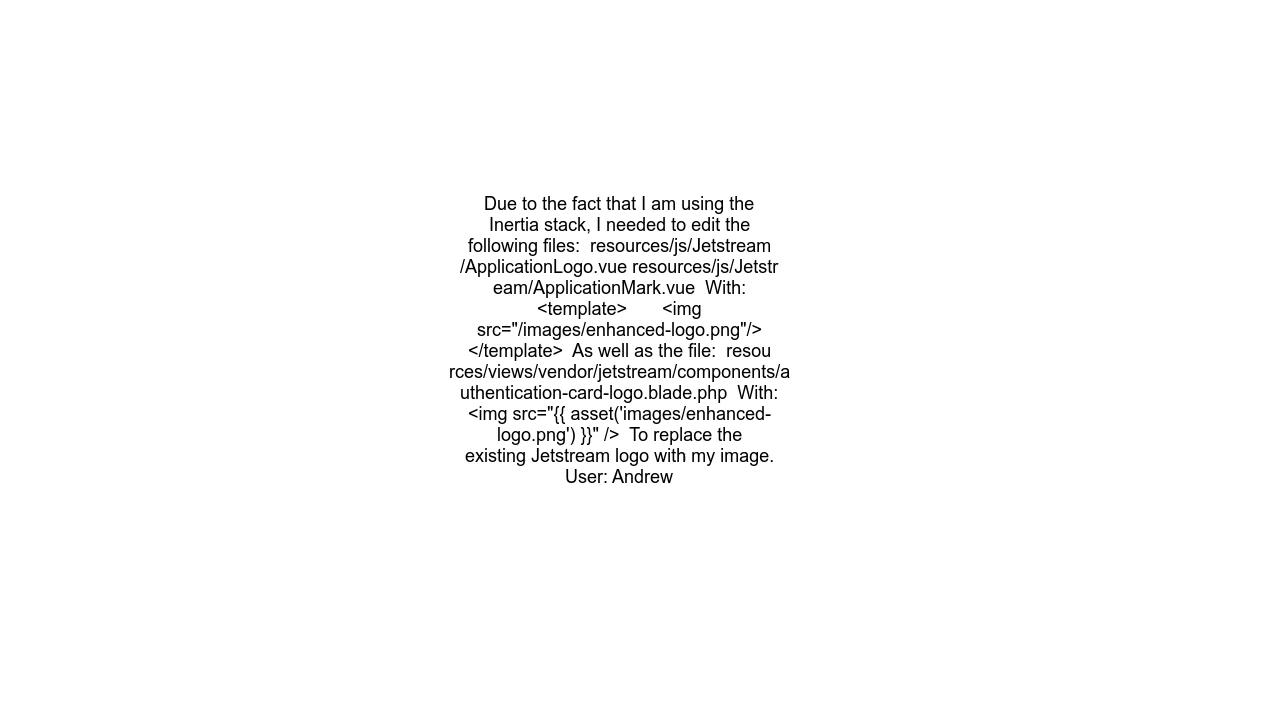 Due to the fact that I am using the
Inertia stack, I needed to edit the
following files:  resources/js/Jetstream
/ApplicationLogo.vue resources/js/Jetstr
eam/ApplicationMark.vue  With:
<template>       <img
src="/images/enhanced-logo.png"/>
</template>  As well as the file:  resou
rces/views/vendor/jetstream/components/a
uthentication-card-logo.blade.php  With:
<img src="{{ asset('images/enhanced-
logo.png') }}" />  To replace the
existing Jetstream logo with my image.
User: Andrew